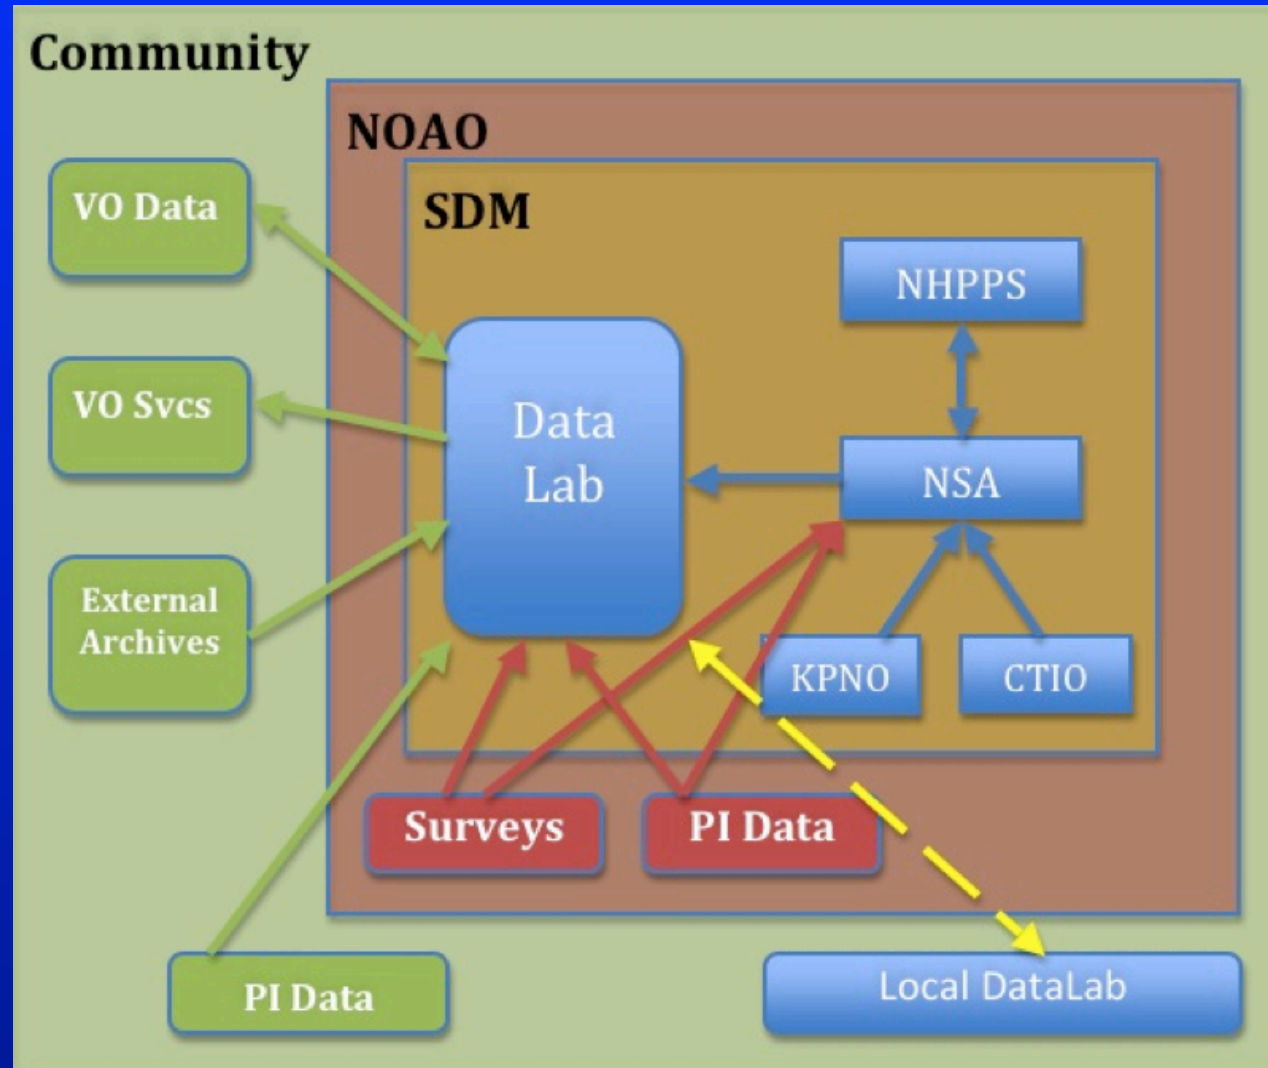 Community
NOAO
SDM
VO Data
NHPPS
VO Svcs
Data
Lab
NSA
External
Archives
KPNO
CTIO
Surveys
PI Data
PI Data
Local DataLab